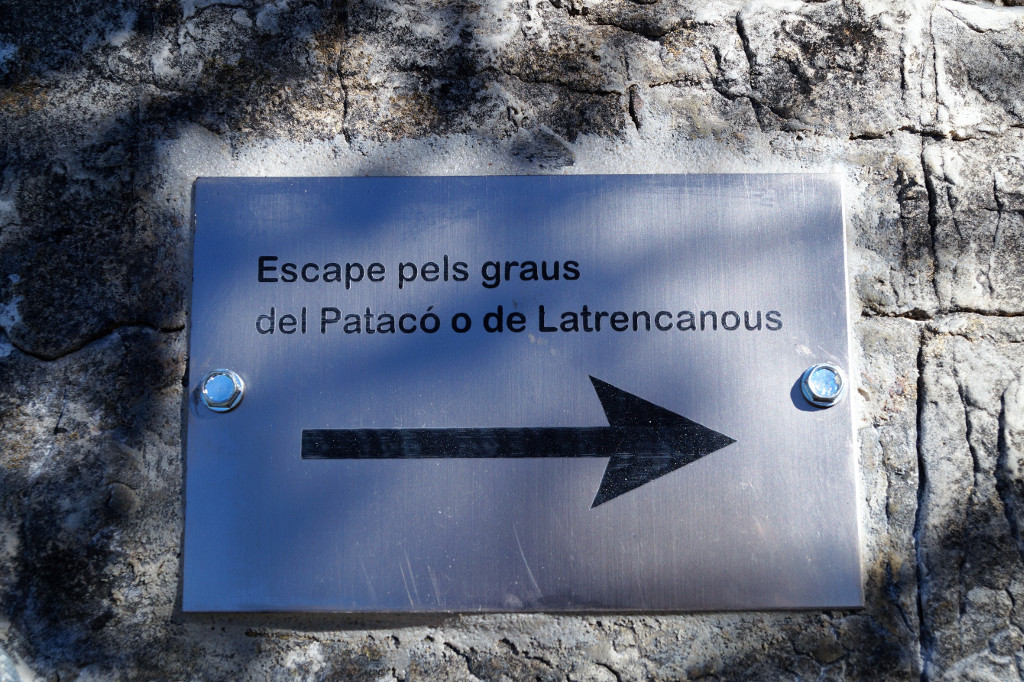 Escape pels graus
del Patacó o de Latrencanous